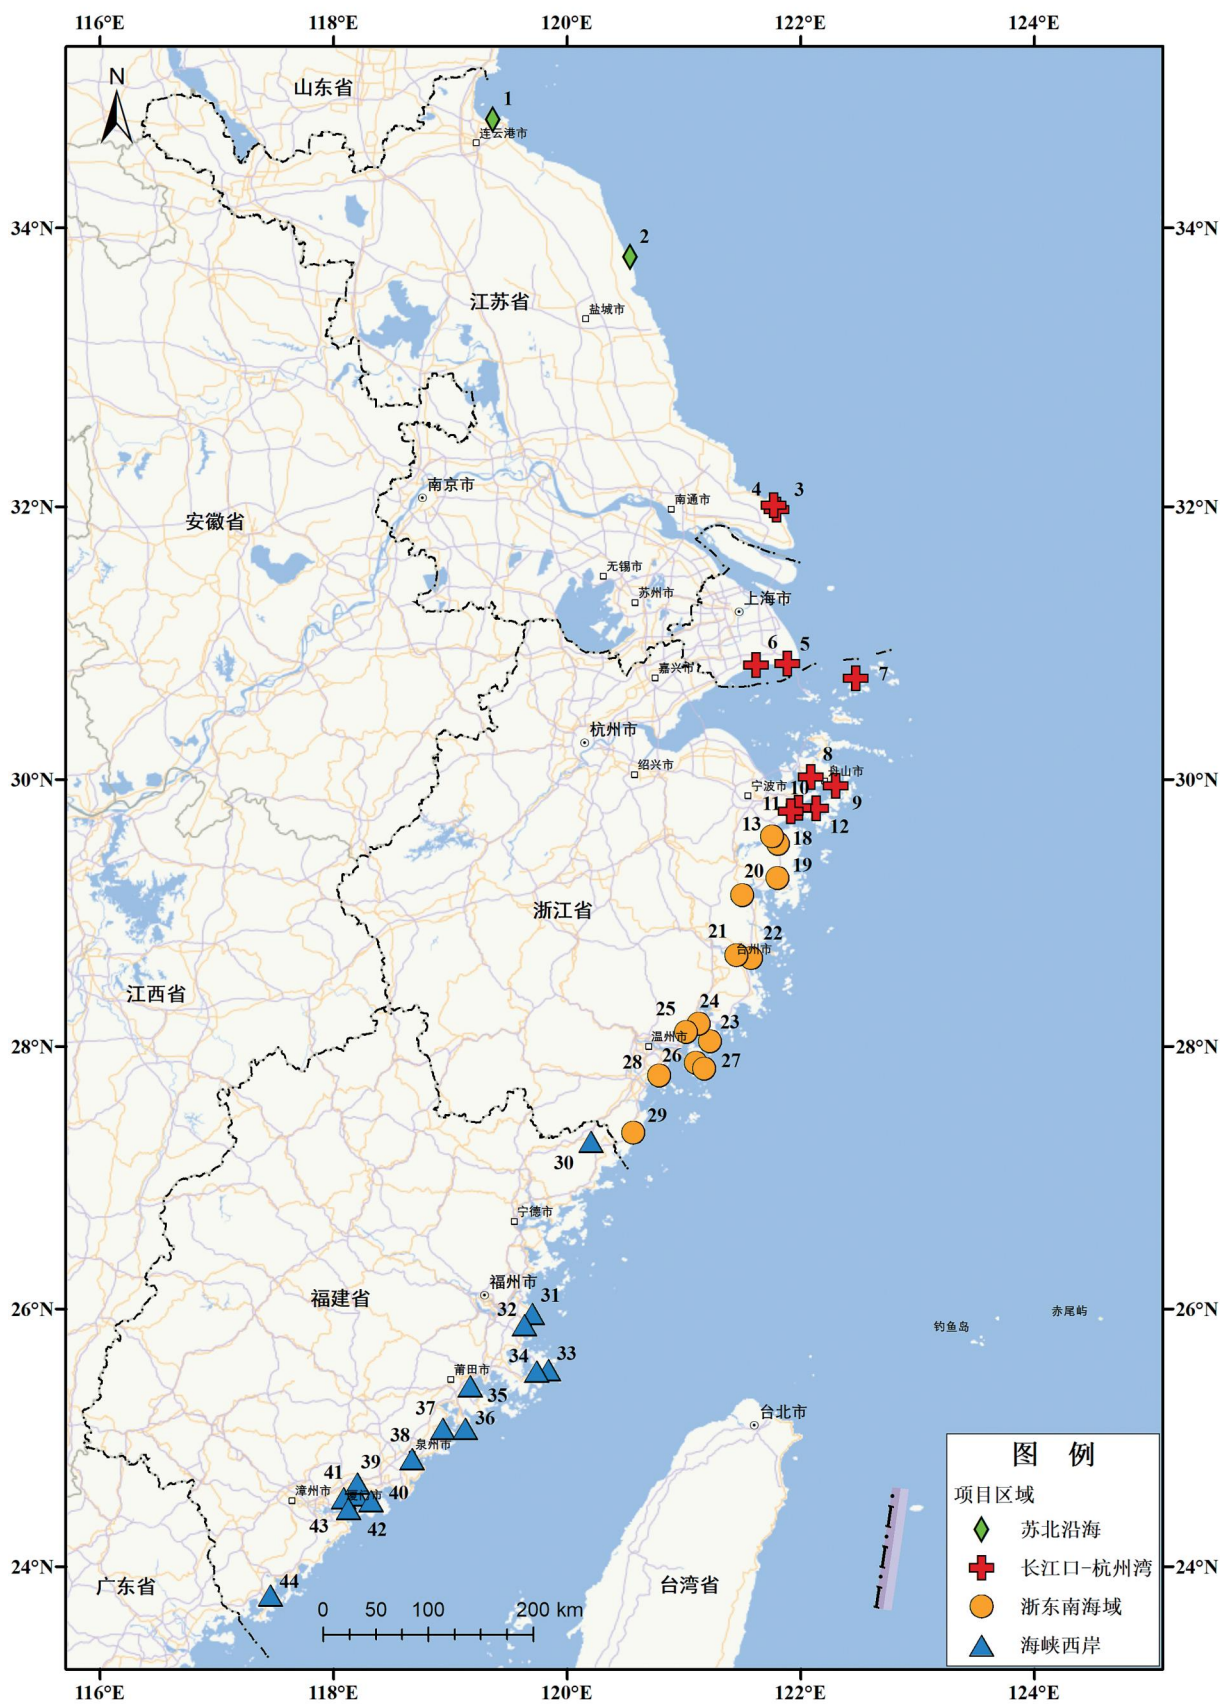 116°E 118°E 120°E 122°E 124°E
N
山东省
1
连云港市
34°N 34°N
2
江苏省
盐城市
南京市
南通市
4 3
32°N 32°N
安徽省
无锡市
苏州市
上海市
6 5
嘉兴市
7
杭州市
8
绍兴市
舟山市
30°N 30°N
宁波市
10
11 9
13 12
18
20 19
浙江省
21 22
台州市
江西省
25 24
23
温州市
28°N 28°N
28 26 27
29
30
宁德市
福州市
福建省
32 31
26°N 26°N
赤尾屿
钓鱼岛
34 33
莆田市
35
37 36
台北市
38
泉州市
39
41
漳州市
厦门市
40
43 42
24°N 24°N
广东省
44
台湾省
0 50 100 200 km
图 例
项目区域
苏北沿海
长江口-杭州湾
浙东南海域
海峡西岸
116°E 118°E 120°E 122°E 124°E